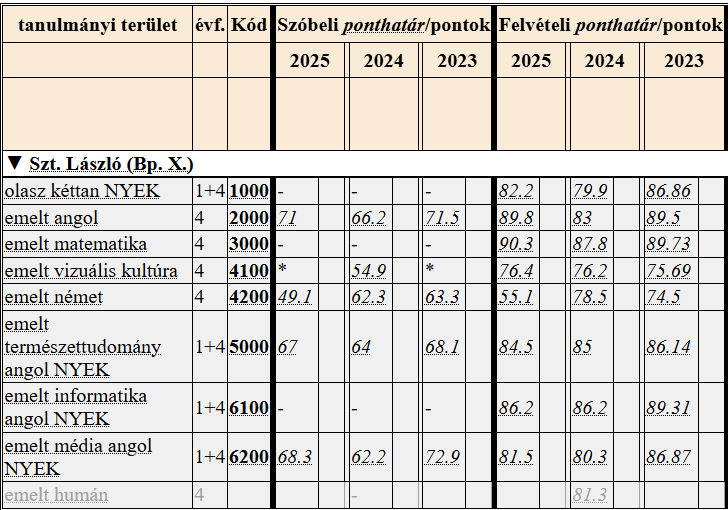 tanulmányi terület évf. Kód Szóbeli ponthatár/pontok Felvételi ponthatár/pontok
2025 2024 2023 2025 2024 2023
▼ Szt. László (Bp. X.)
olasz kéttan NYEK 1+4 1000 - - - 82.2 79.9 86.86
emelt angol 4 2000 71 66.2 71.5 89.8 83 89.5
emelt matematika 4 3000 - - - 90.3 87.8 89.73
emelt vizuális kultúra 4 4100 * 54.9 * 76.4 76.2 75.69
emelt német 4 4200 49.1 62.3 63.3 55.1 78.5 74.5
emelt
természettudomány
angol NYEK 1+4 5000 67 64 68.1 84.5 85 86.14
emelt informatika
angol NYEK 1+4 6100 - - - 86.2 86.2 89.31
emelt média angol
NYEK 1+4 6200 68.3 62.2 72.9 81.5 80.3 86.87
emelt humán 4 - 81.3